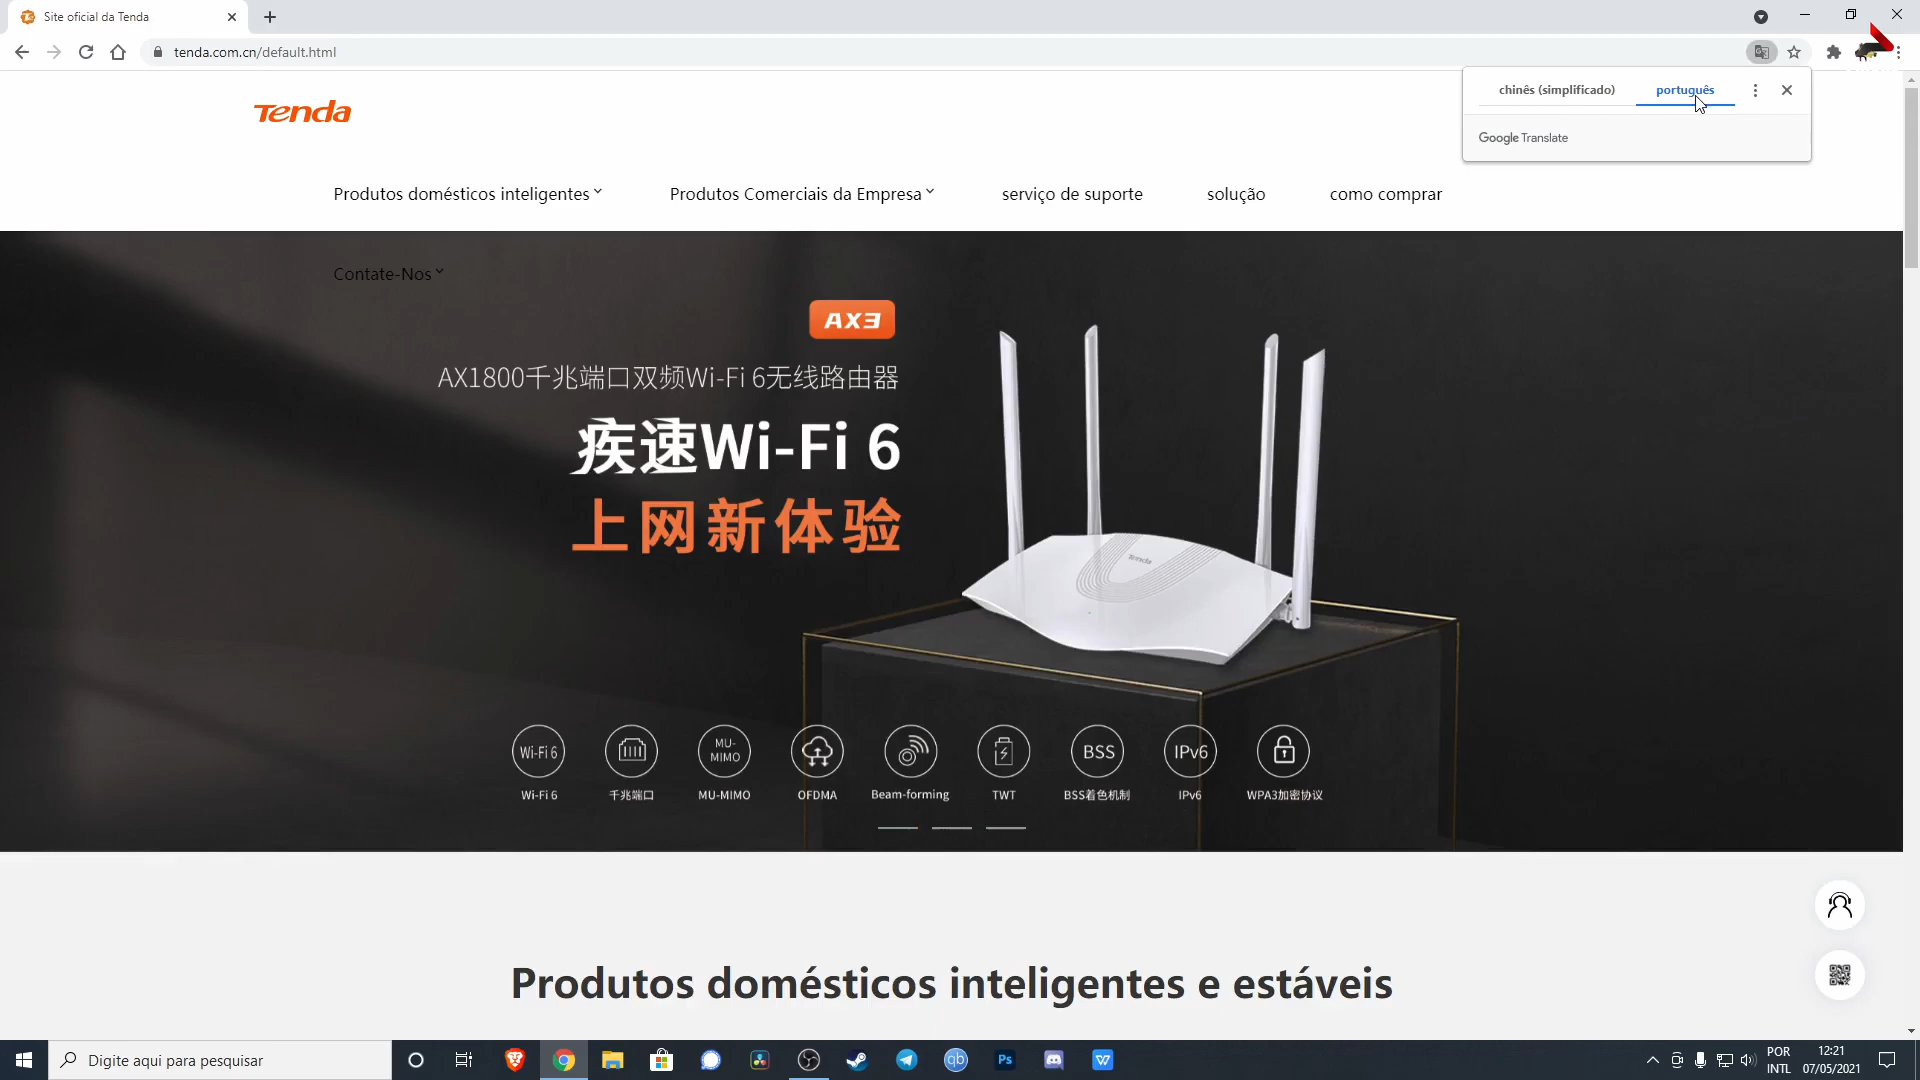 Site oficial da Tenda
tenda.com.cn/default.html
chinês (simplificado)
português
Google Translate
Tenda
Produtos domésticos inteligentes
Produtos Comerciais da Empresa
serviço de suporte
solução
como comprar
Contate-Nos
AX3
AX1800千兆端口双频Wi-Fi 6无线路由器
疾速Wi-Fi 6
上网新体验
Tenda
Wi-Fi 6
MU-
MIMO
BSS
IPv6
Wi-Fi 6
千兆端口
MU-MIMO
OFDMA
Beam-forming
TWT
BSS着色机制
IPv6
WPA3加密协议
Produtos domésticos inteligentes e estáveis
Digite aqui para pesquisar
qb
Ps
W
POR
INTL
12:21
07/05/2021